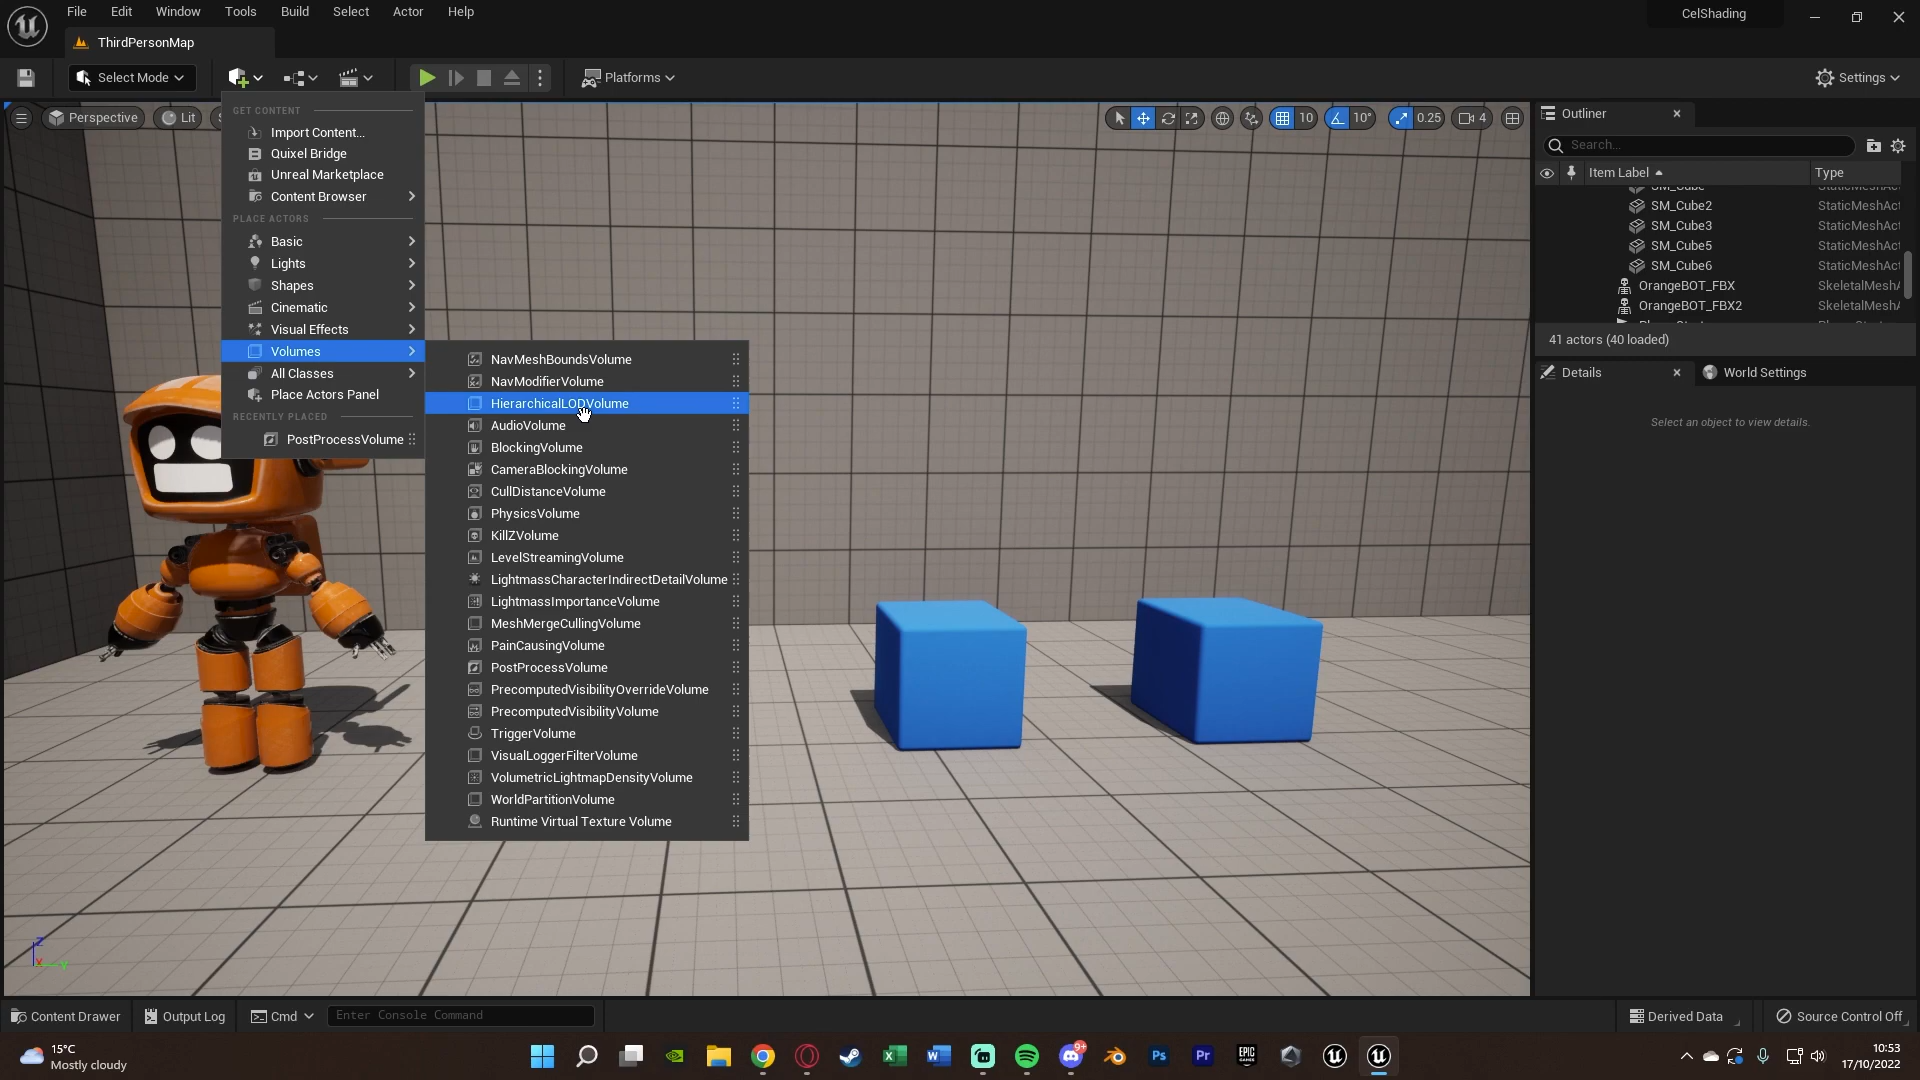 File Edit Window Tools Build Select Actor Help
CelShading
ThirdPersonMap
Select Mode
Platforms
Settings
Perspective
Lit
10
10°
0.25
4
GET CONTENT
Import Content...
Quixel Bridge
Unreal Marketplace
Content Browser
PLACE ACTORS
Basic
Lights
Shapes
Cinematic
Visual Effects
Volumes
All Classes
Place Actors Panel
RECENTLY PLACED
PostProcessVolume
NavMeshBoundsVolume
NavModifierVolume
HierarchicalLODVolume
AudioVolume
BlockingVolume
CameraBlockingVolume
CullDistanceVolume
PhysicsVolume
KillZVolume
LevelStreamingVolume
LightmassCharacterIndirectDetailVolume
LightmassImportanceVolume
MeshMergeCullingVolume
PainCausingVolume
PostProcessVolume
PrecomputedVisibilityOverrideVolume
PrecomputedVisibilityVolume
TriggerVolume
VisualLoggerFilterVolume
VolumetricLightmapDensityVolume
WorldPartitionVolume
Runtime Virtual Texture Volume
Outliner
Search...
Item Label Type
SM_Cube2 StaticMeshAct
SM_Cube3 StaticMeshAct
SM_Cube5 StaticMeshAct
SM_Cube6 StaticMeshAct
OrangeBOT_FBX SkeletalMeshA
OrangeBOT_FBX2 SkeletalMeshA
41 actors (40 loaded)
Details
World Settings
Select an object to view details.
Z
X
Y
Content Drawer
Output Log
Cmd
Enter Console Command
Derived Data
Source Control Off
15°C
Mostly cloudy
9+
Ps
Pr
EPIC
10:53
17/10/2022